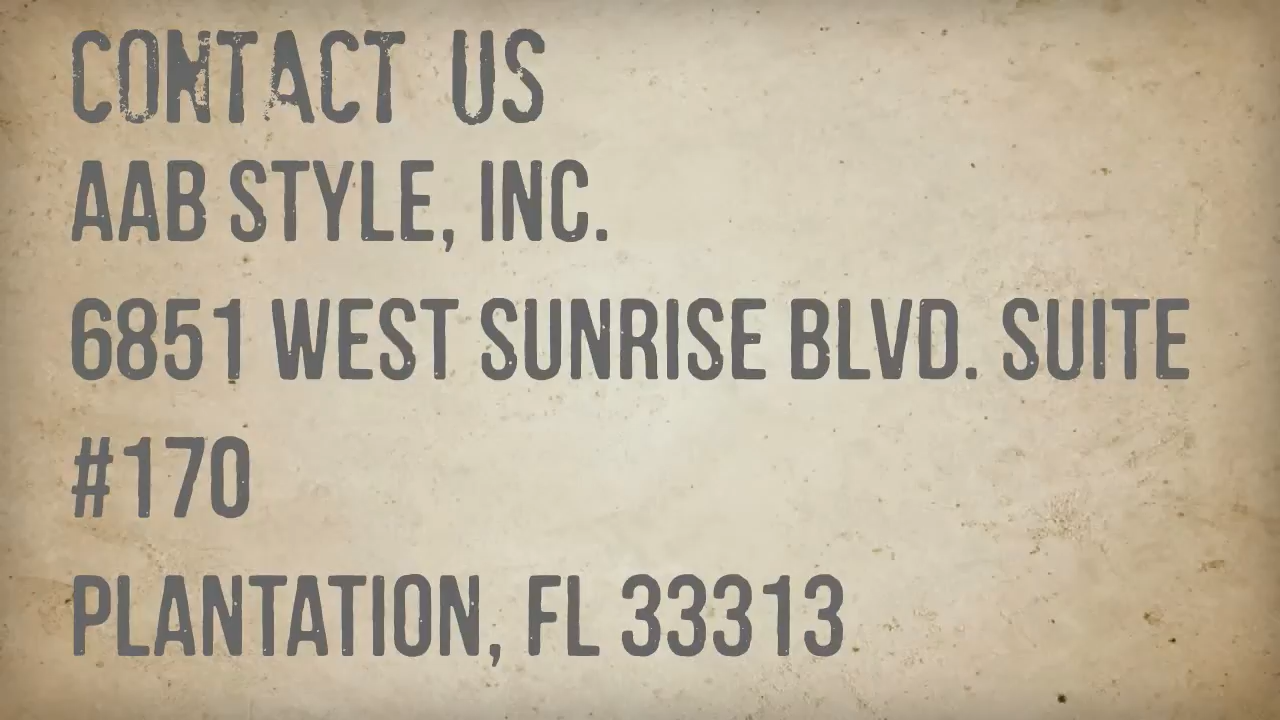 CONTACT US
AAB STYLE, INC.
6851 WEST SUNRISE BLVD. SUITE
#170
PLANTATION, FL 33313